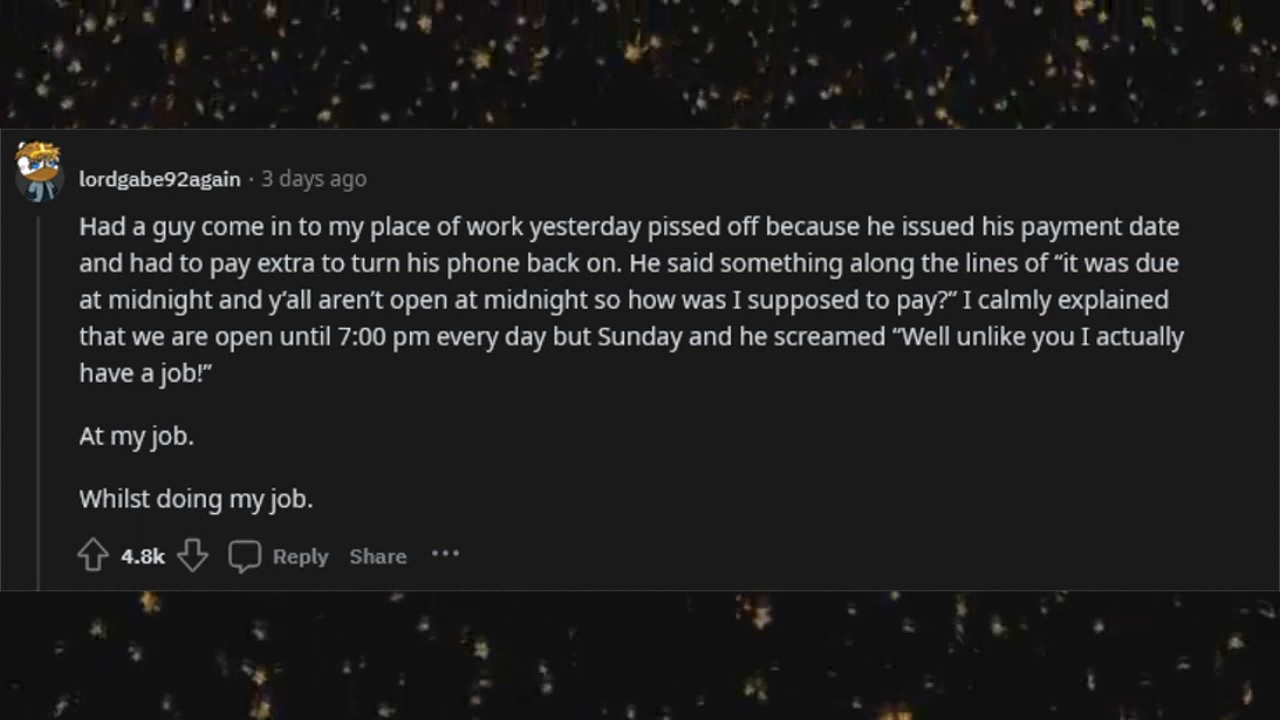 lordgabe92again · 3 days ago
Had a guy come in to my place of work yesterday pissed off because he issued his payment date
and had to pay extra to turn his phone back on. He said something along the lines of “it was due
at midnight and y’all aren’t open at midnight so how was I supposed to pay?” I calmly explained
that we are open until 7:00 pm every day but Sunday and he screamed “Well unlike you I actually
have a job!”
At my job.
Whilst doing my job.
4.8k Reply Share ···